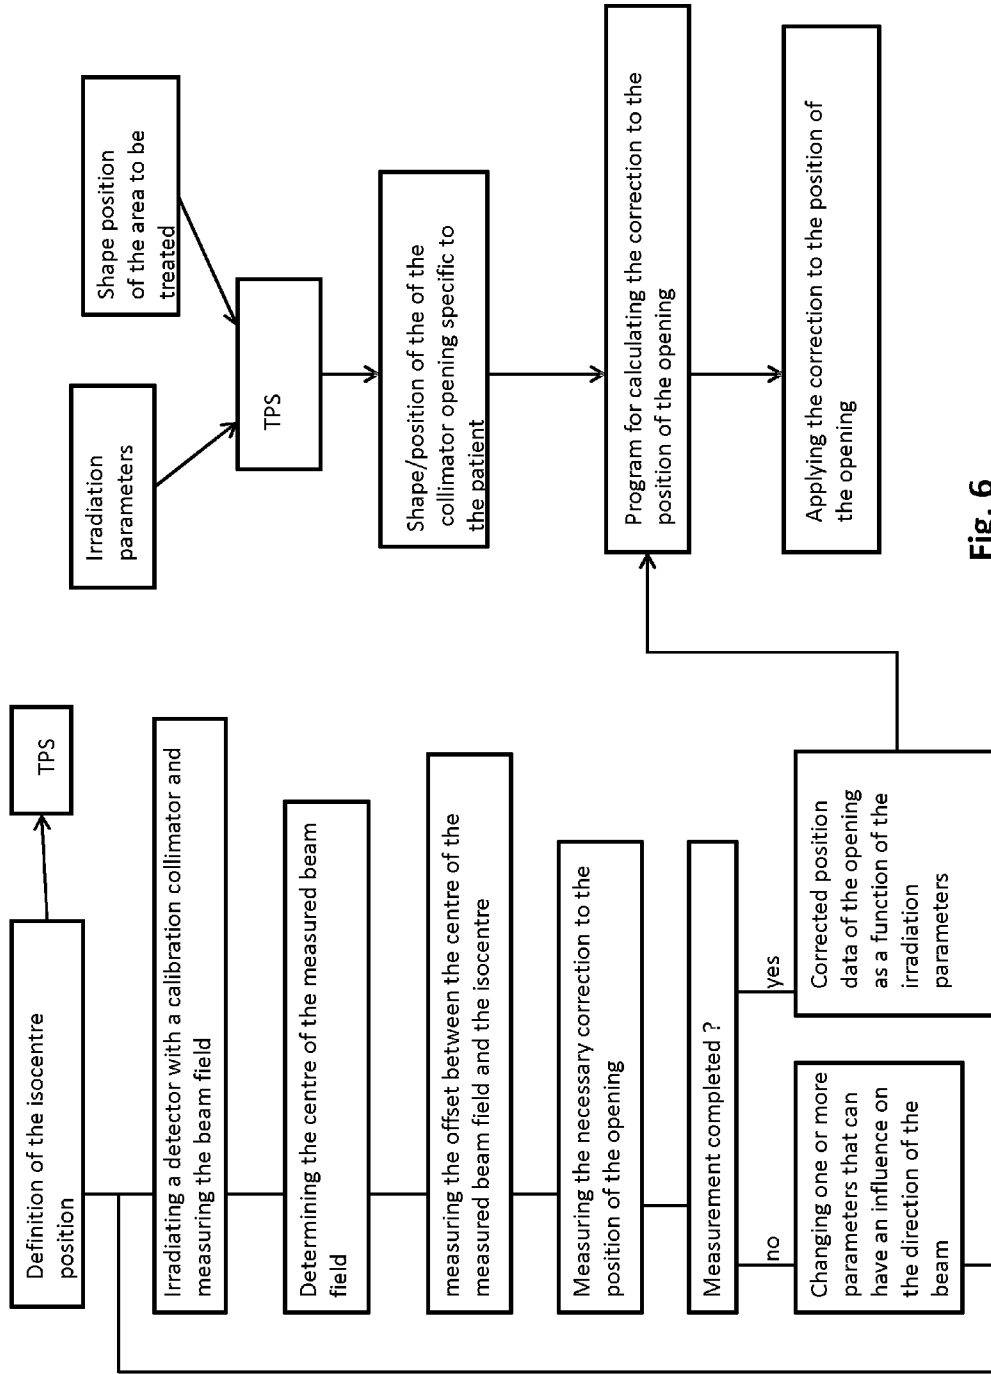 Definition of the isocentre
position
TPS
Irradiating a detector with a calibration collimator and
measuring the beam field
Determining the centre of the measured beam
field
measuring the offset between the centre of the
measured beam field and the isocentre
Measuring the necessary correction to the
position of the opening
Measurement completed ?
no
yes
Changing one or more
parameters that can
have an influence on
the direction of the
beam
Corrected position
data of the opening
as a function of the
irradiation
parameters
Irradiation
parameters
Shape position
of the area to be
treated
TPS
Shape/position of the of the
collimator opening specific to
the patient
Program for calculating the correction to the
position of the opening
Applying the correction to the position of
the opening
Fig. 6